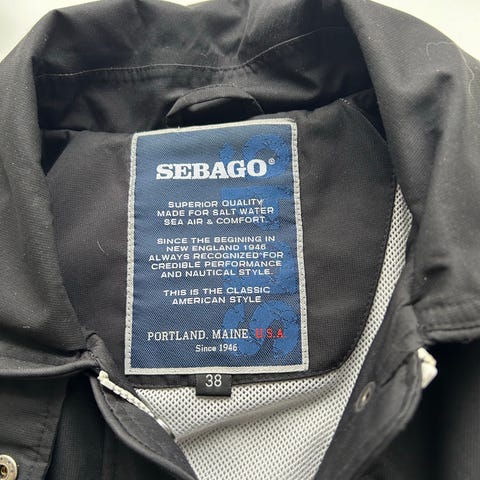 SEBAGO®
SUPERIOR QUALITY
MADE FOR SALT WATER
SEA AIR & COMFORT
SINCE THE BEGINING IN
NEW ENGLAND 1946
ALWAYS RECOGNIZED FOR
CREDIBLE PERFORMANCE
AND NAUTICAL STYLE.
THIS IS THE CLASSIC
AMERICAN STYLE
PORTLAND. MAINE. U.S.A.
Since 1946
38